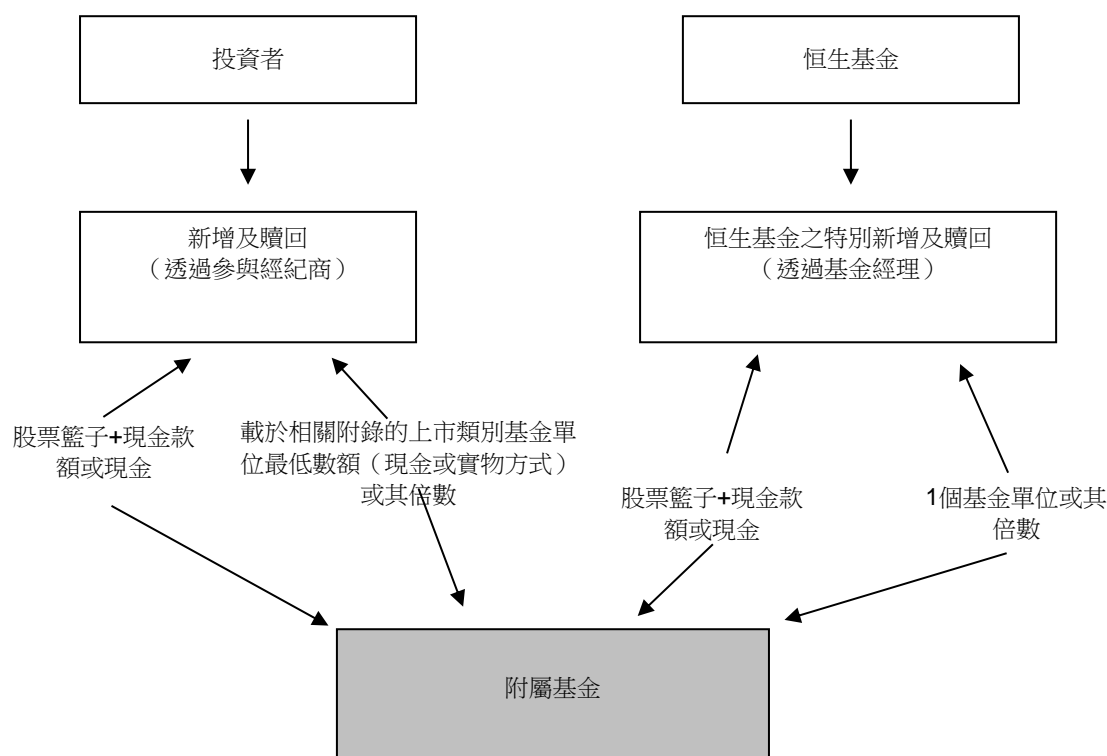 投資者
恒生基金
新增及贖回
（透過參與經紀商）
恒生基金之特別新增及贖回
（透過基金經理）
股票籃子+現金款
額或現金
載於相關附錄的上市類別基金單
位最低數額（現金或實物方式）
或其倍數
股票籃子+現金款
額或現金
1個基金單位或其
倍數
附屬基金